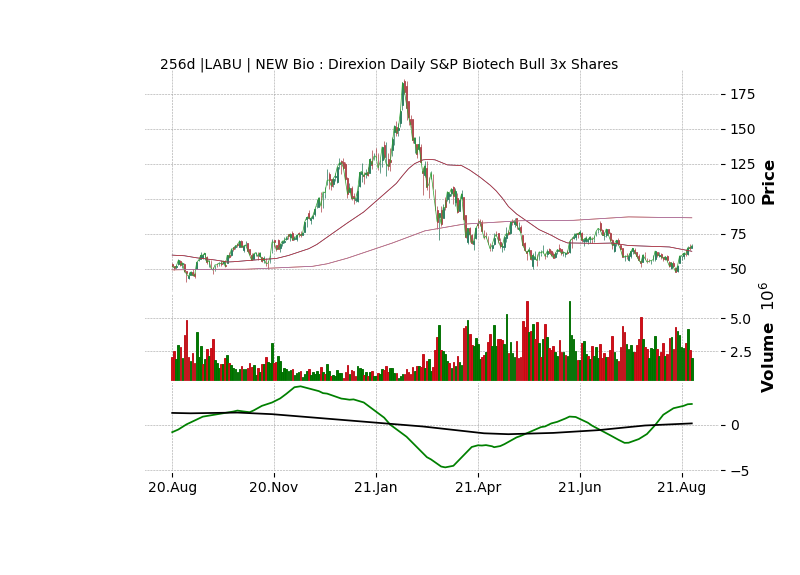 256d |LABU | NEW Bio : Direxion Daily S&P Biotech Bull 3x Shares
175
150
125
100
75
50
Price
5.0
2.5
Volume 10^6
0
−5
20.Aug 20.Nov 21.Jan 21.Apr 21.Jun 21.Aug